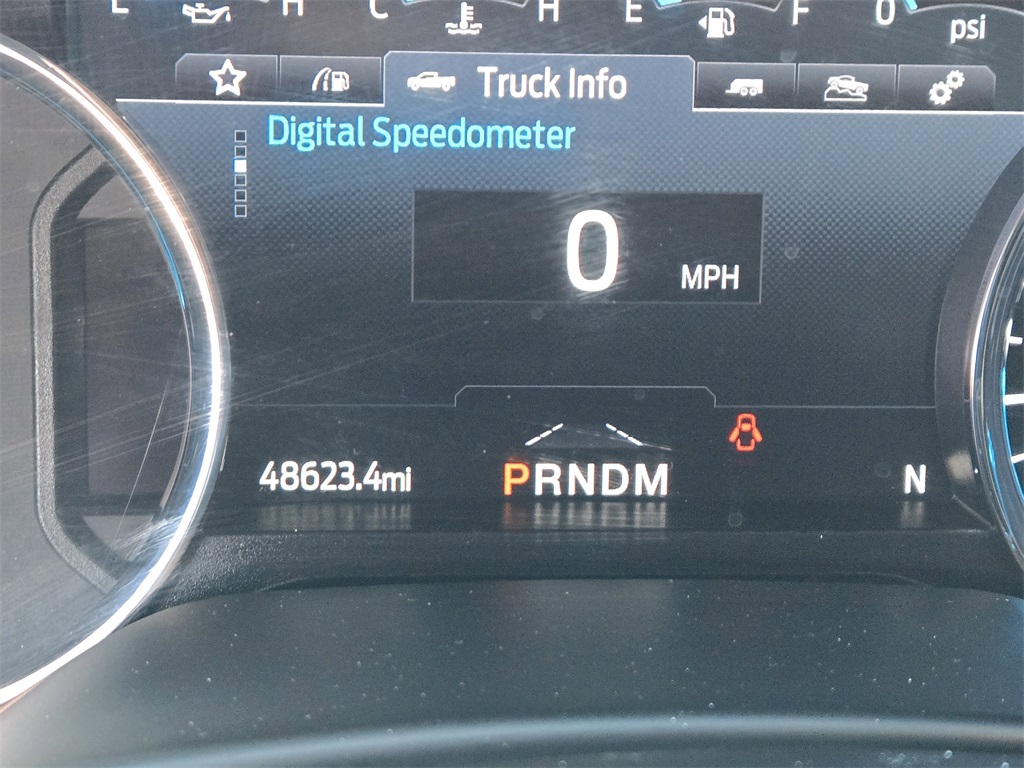 L H C H E F 0 psi
Truck Info
Digital Speedometer
0 MPH
48623.4mi PRNDM N